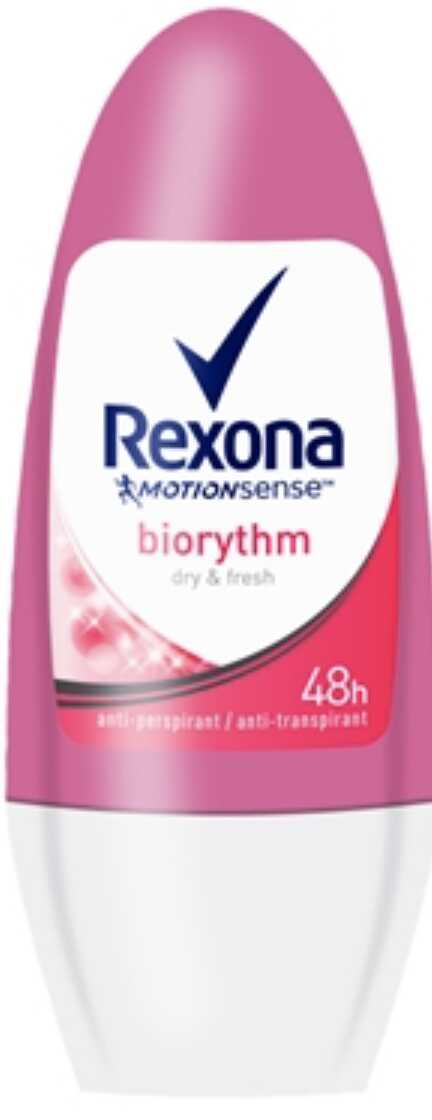 Rexona
MOTIONsense™
biorythm
dry & fresh
48h
anti-perspirant / anti-transpirant